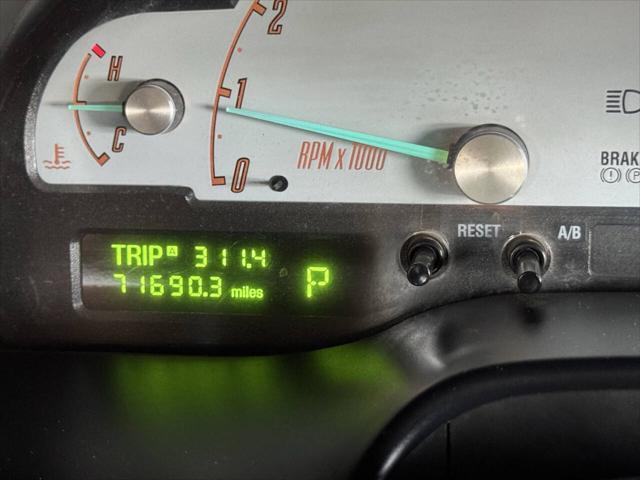 H
C
2
1
0
RPM x 1000
BRAK
P
RESET
A/B
TRIP A 311.4
71690.3 miles
P